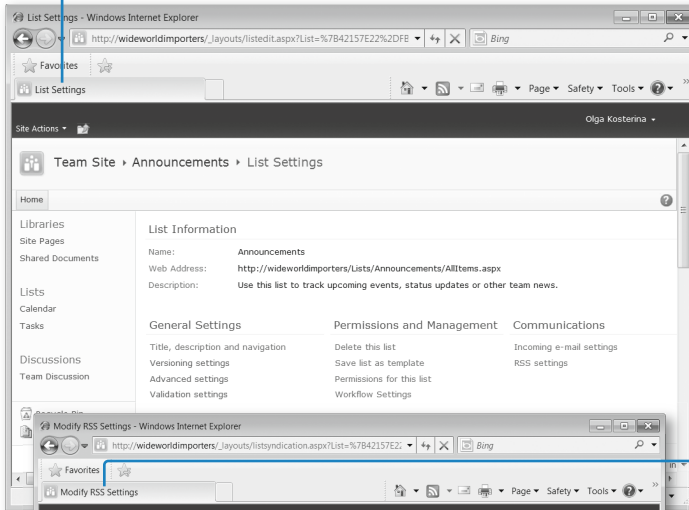 List Settings - Windows Internet Explorer
http://wideworldimporters/_layouts/listedit.aspx?List=%7B42157E22%2DFE
Bing
Favorites
List Settings
Page Safety Tools
Olga Kosterina
Site Actions
Team Site Announcements List Settings
Home
Libraries
Site Pages
Shared Documents
Lists
Calendar
Tasks
Discussions
Team Discussion
Recycle Bin
List Information
Name: Announcements
Web Address: http://wideworldimporters/Lists/Announcements/AllItems.aspx
Description: Use this list to track upcoming events, status updates or other team news.
General Settings
Title, description and navigation
Versioning settings
Advanced settings
Validation settings
Permissions and Management
Delete this list
Save list as template
Permissions for this list
Workflow Settings
Communications
Incoming e-mail settings
RSS settings
Modify RSS Settings - Windows Internet Explorer
http://wideworldimporters/_layouts/listsyndication.aspx?List=%7B42157E2
Bing
Favorites
in
Modify RSS Settings
Page Safety Tools